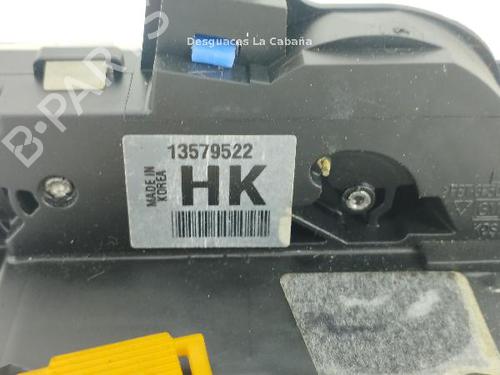 Desguaces La Cabaña
B-PARTS
13579522
MADE IN
KOREA
HK